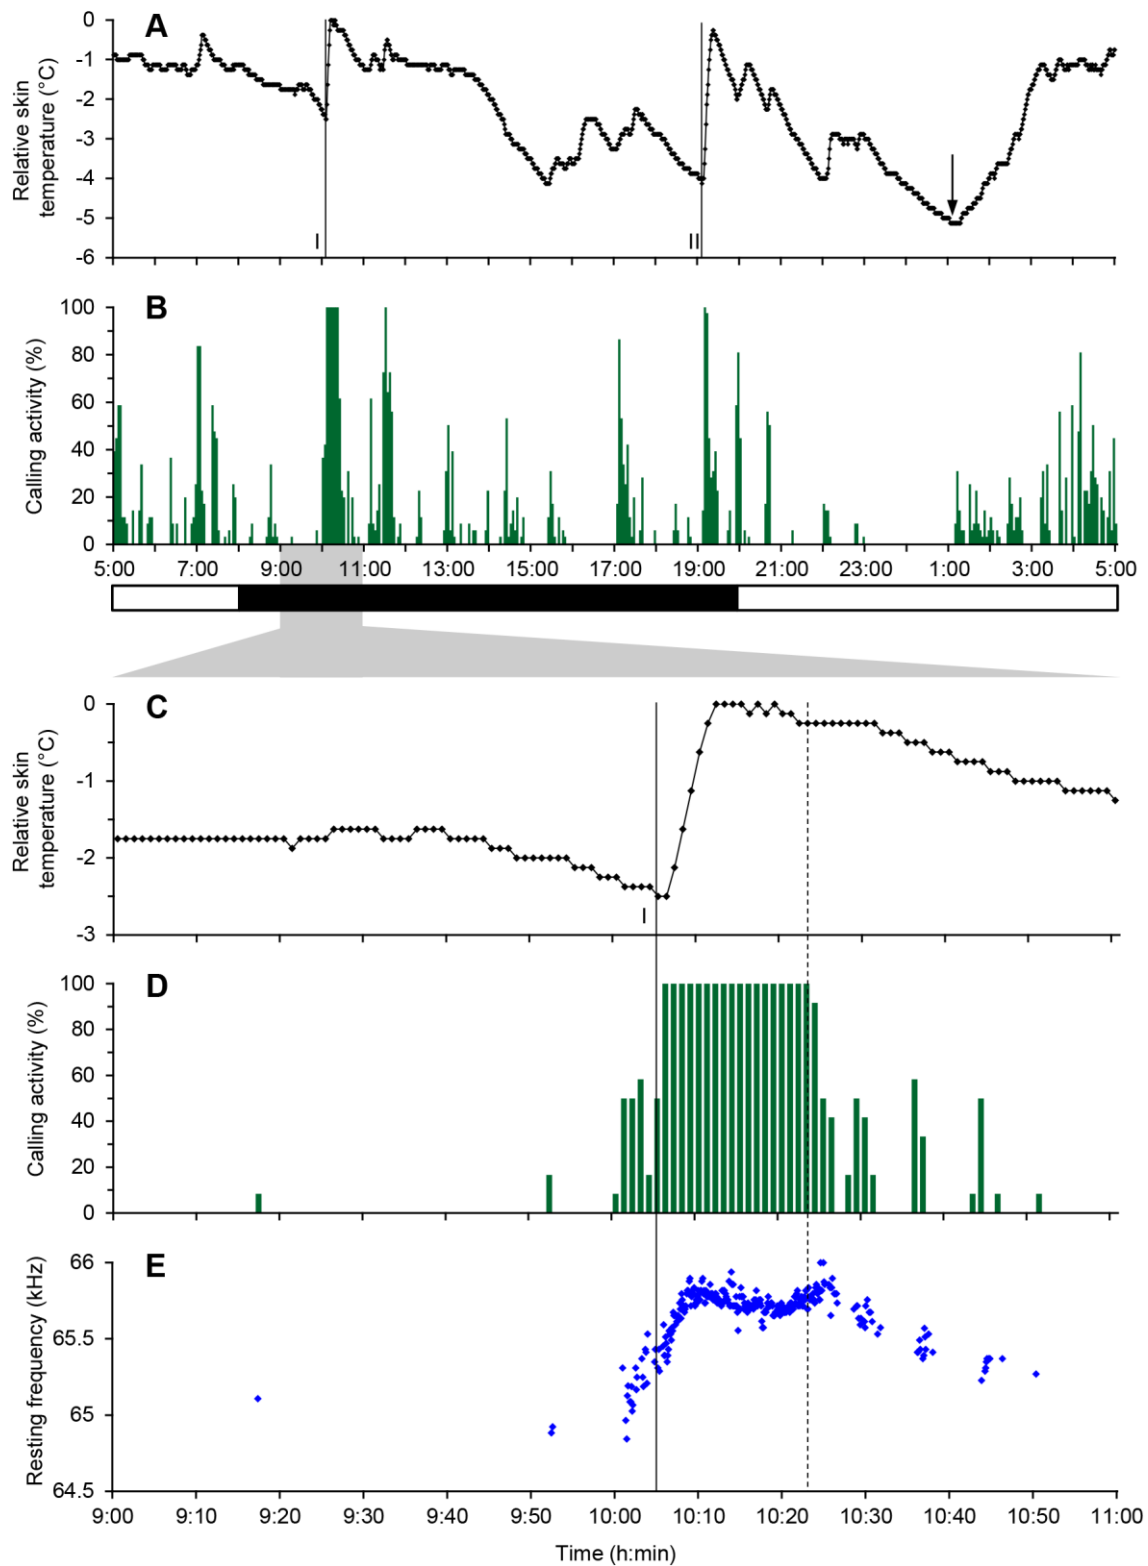 A
Relative skin
temperature (°C)
0
-1
-2
-3
-4
-5
-6
B
Calling activity (%)
100
80
60
40
20
0
5:00 7:00 9:00 11:00 13:00 15:00 17:00 19:00 21:00 23:00 1:00 3:00 5:00
C
Relative skin
temperature (°C)
0
-1
-2
-3
D
Calling activity (%)
100
80
60
40
20
0
E
Resting frequency (kHz)
66
65.5
65
64.5
9:00 9:10 9:20 9:30 9:40 9:50 10:00 10:10 10:20 10:30 10:40 10:50 11:00
Time (h:min)